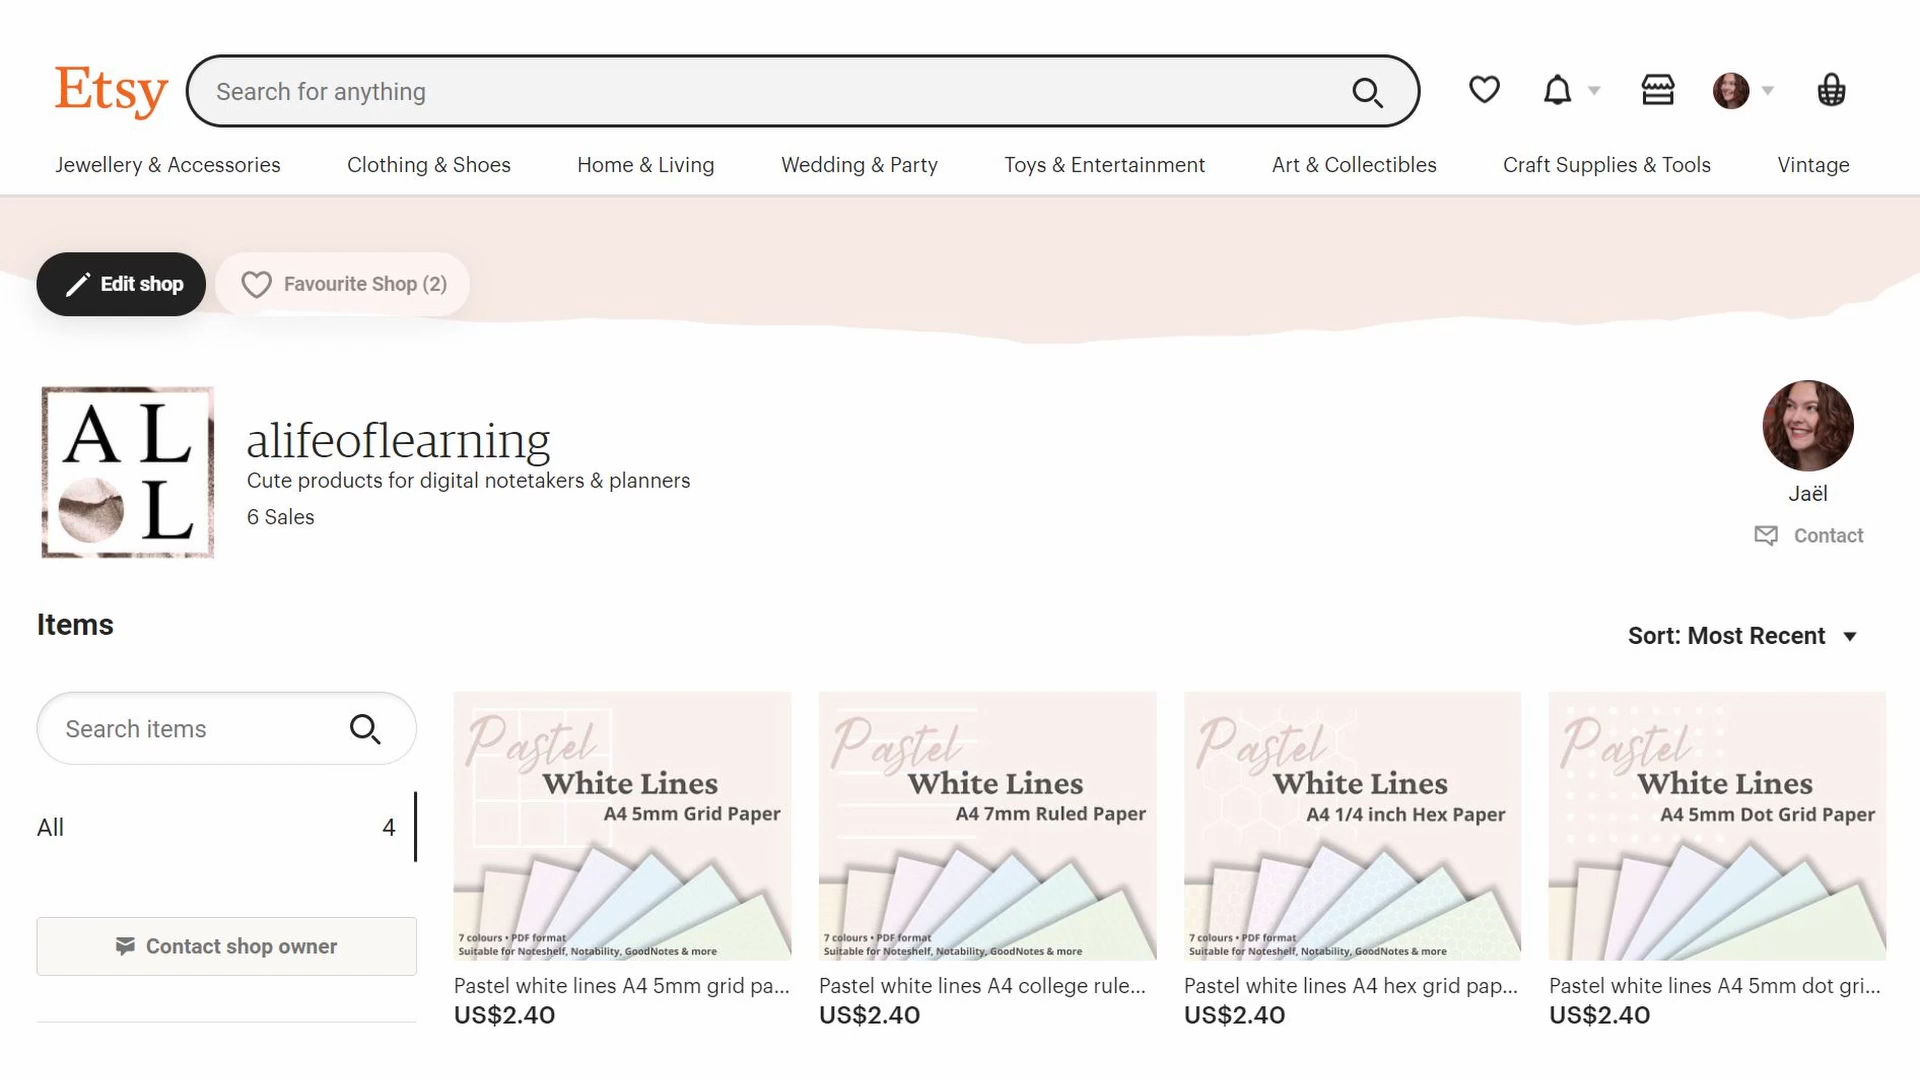 Etsy
Search for anything
Jewellery & Accessories
Clothing & Shoes
Home & Living
Wedding & Party
Toys & Entertainment
Art & Collectibles
Craft Supplies & Tools
Vintage
Edit shop
Favourite Shop (2)
A L
L
alifeoflearning
Cute products for digital notetakers & planners
6 Sales
Jaël
Contact
Items
Sort: Most Recent
Search items
All
4
Contact shop owner
Pastel
White Lines
A4 5mm Grid Paper
7 colours • PDF format
Suitable for Noteshelf, Notability, GoodNotes & more
Pastel white lines A4 5mm grid pa...
US$2.40
Pastel
White Lines
A4 7mm Ruled Paper
7 colours • PDF format
Suitable for Noteshelf, Notability, GoodNotes & more
Pastel white lines A4 college rule...
US$2.40
Pastel
White Lines
A4 1/4 inch Hex Paper
7 colours • PDF format
Suitable for Noteshelf, Notability, GoodNotes & more
Pastel white lines A4 hex grid pap...
US$2.40
Pastel
White Lines
A4 5mm Dot Grid Paper
Pastel white lines A4 5mm dot gri...
US$2.40